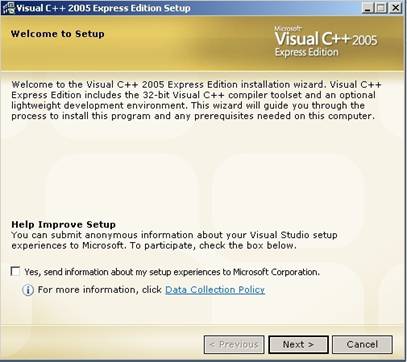 Visual C++ 2005 Express Edition Setup
Welcome to Setup
Microsoft
Visual C++ 2005
Express Edition
Welcome to the Visual C++ 2005 Express Edition installation wizard. Visual C++
Express Edition includes the 32-bit Visual C++ compiler toolset and an optional
lightweight development environment. This wizard will guide you through the
process to install this program and any prerequisites needed on this computer.
Help Improve Setup
You can submit anonymous information about your Visual Studio setup
experiences to Microsoft. To participate, check the box below.
Yes, send information about my setup experiences to Microsoft Corporation.
For more information, click Data Collection Policy
< Previous Next > Cancel